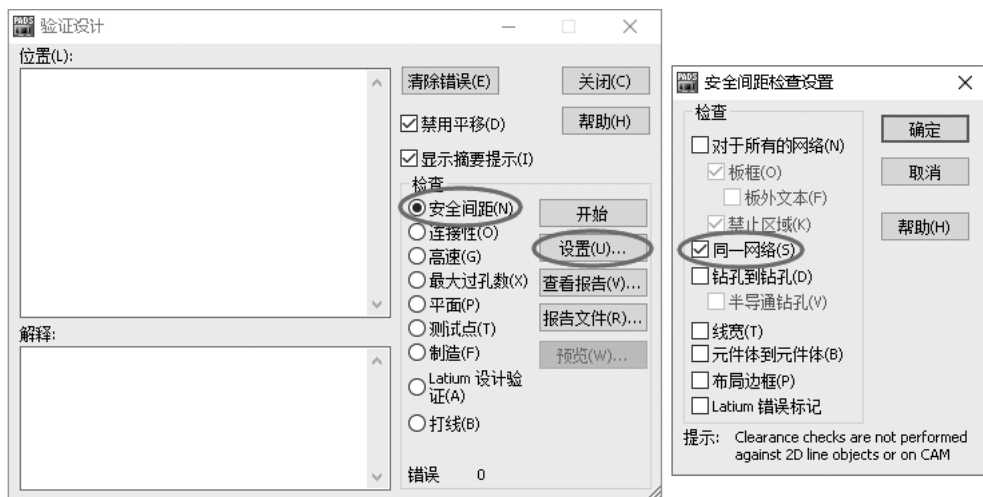 PADS 验证设计
位置(L):
清除错误(E)
关闭(C)
禁用平移(D)
帮助(H)
显示摘要提示(I)
检查
安全间距(N)
开始
连接性(O)
设置(U)...
高速(G)
最大过孔数(X)
查看报告(V)...
平面(P)
报告文件(R)...
测试点(T)
制造(F)
预览(W)...
Latium 设计验
证(A)
打线(B)
错误 0
解释:
PADS 安全间距检查设置
检查
对于所有的网络(N)
确定
板框(O)
取消
板外文本(F)
禁止区域(K)
帮助(H)
同一网络(S)
钻孔到钻孔(D)
半导通钻孔(V)
线宽(T)
元件体到元件体(B)
布局边框(P)
Latium 错误标记
提示: Clearance checks are not performed
against 2D line objects or on CAM